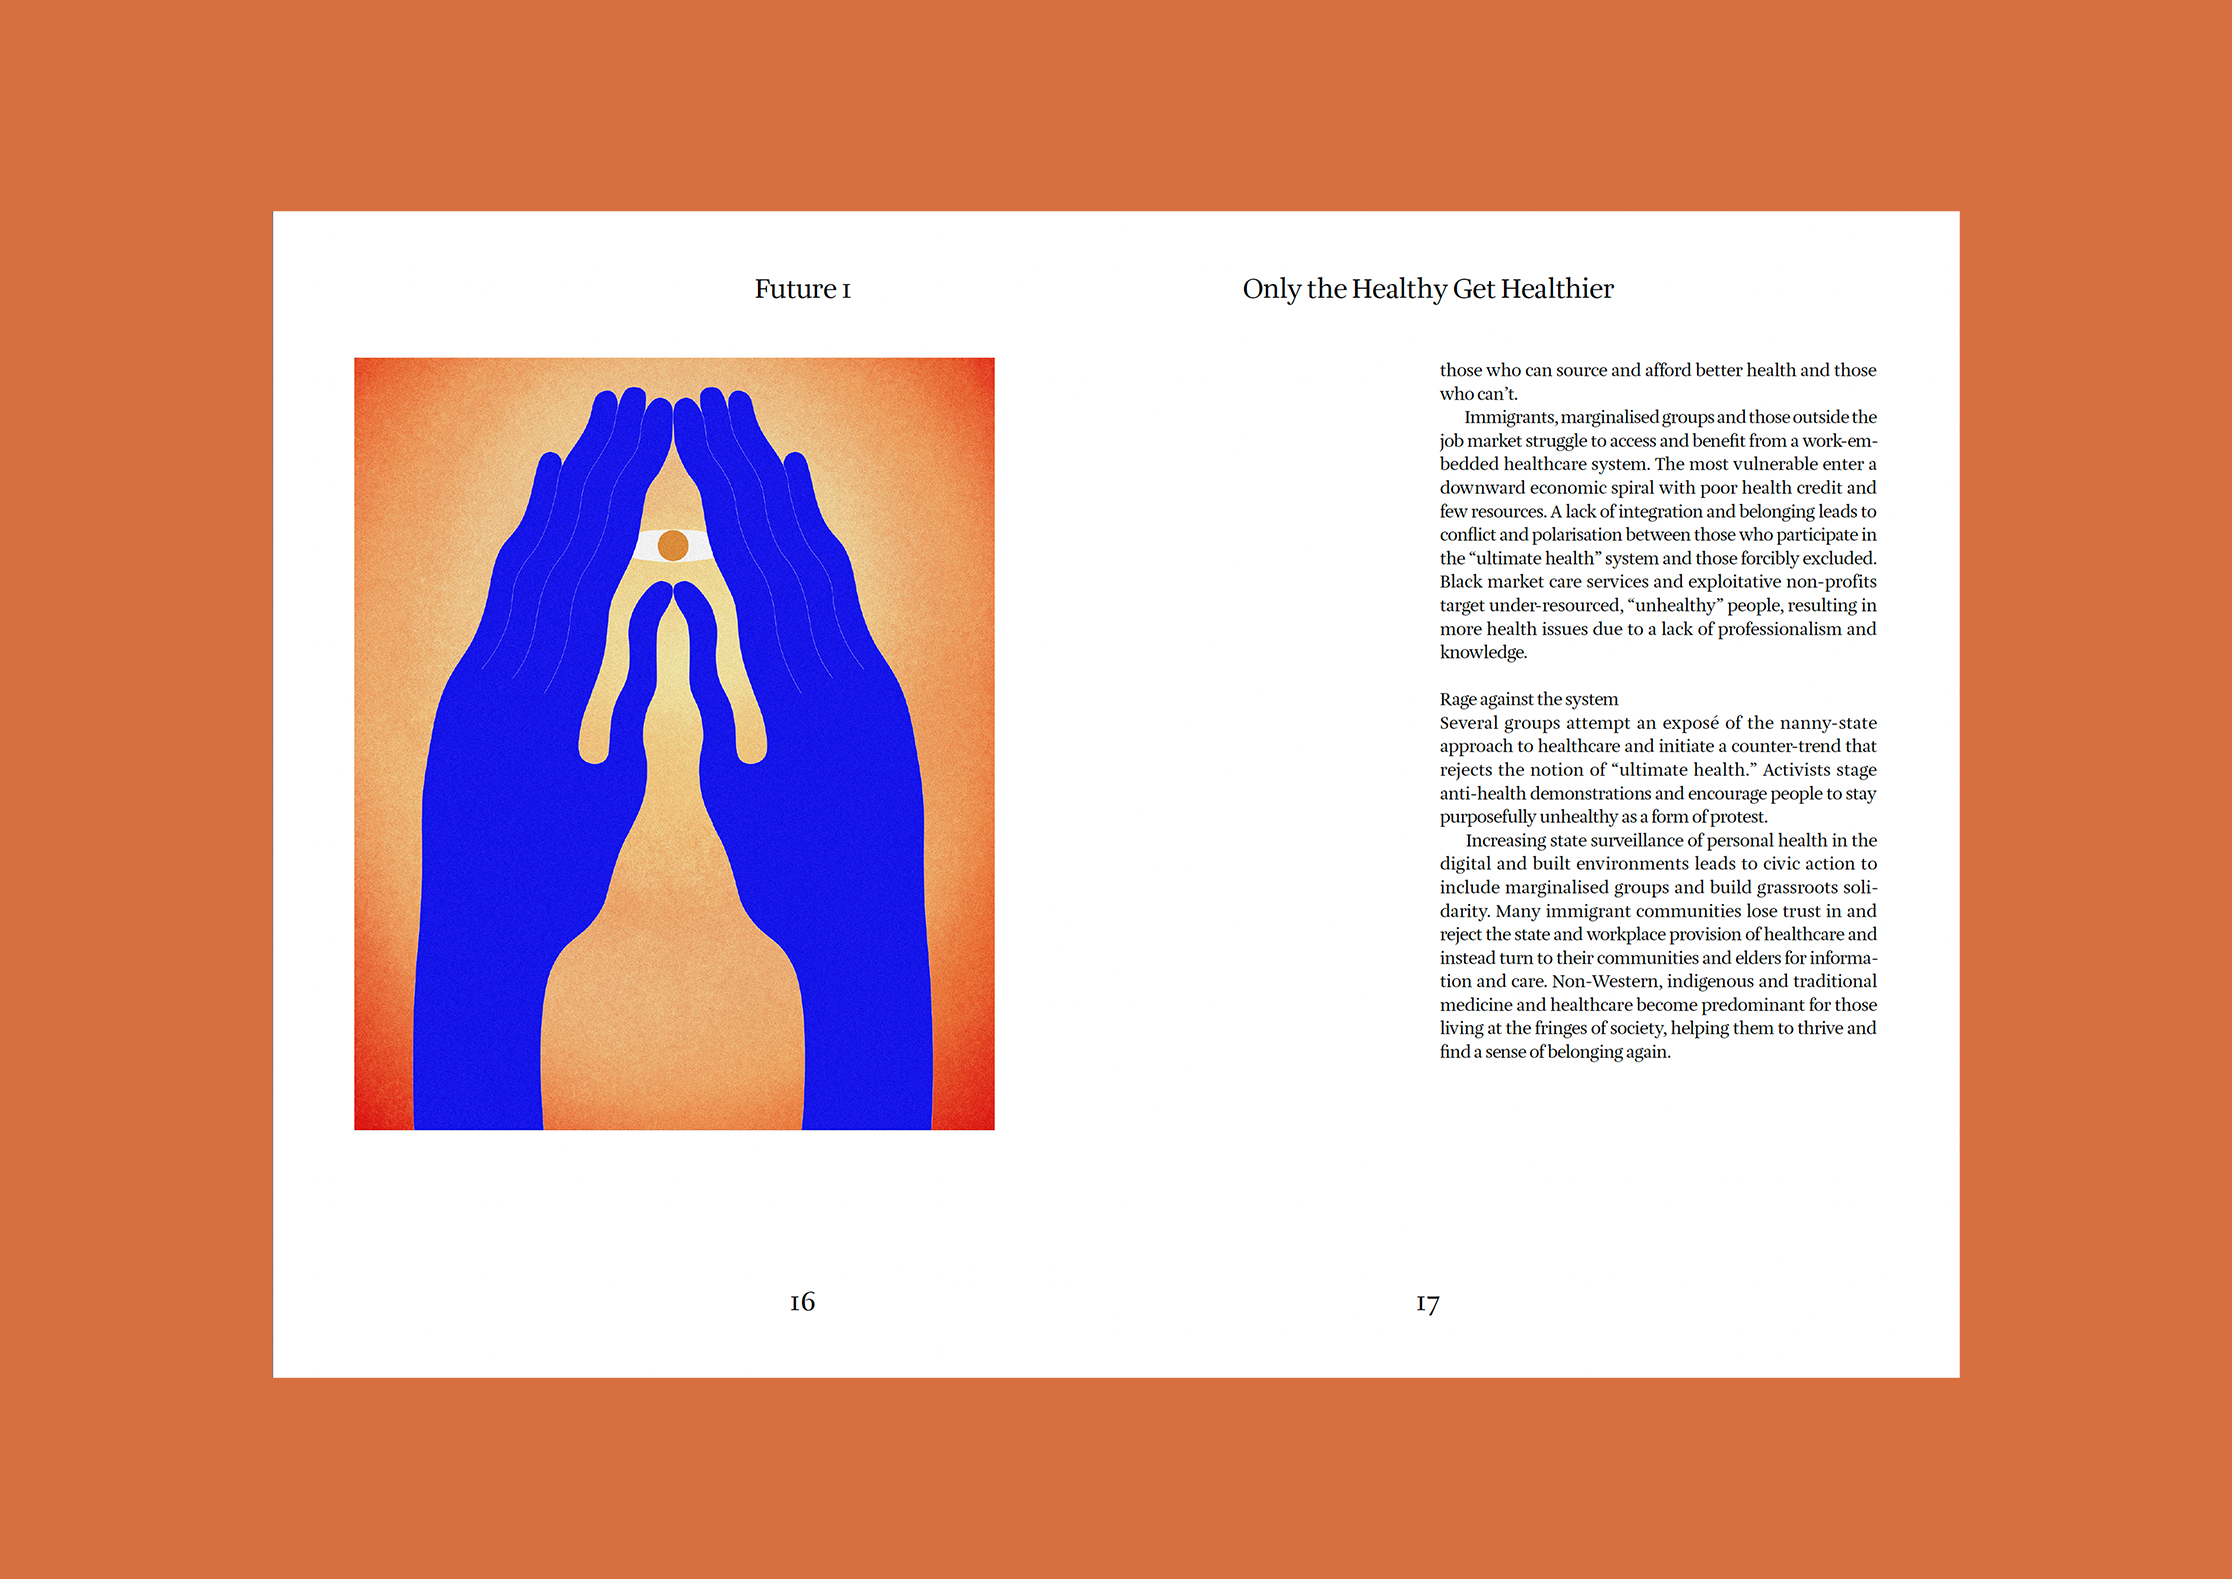 Future 1
Only the Healthy Get Healthier
those who can source and afford better health and those
who can’t.
Immigrants, marginalised groups and those outside the
job market struggle to access and benefit from a work-em-
bedded healthcare system. The most vulnerable enter a
downward economic spiral with poor health credit and
few resources. A lack of integration and belonging leads to
conflict and polarisation between those who participate in
the “ultimate health” system and those forcibly excluded.
Black market care services and exploitative non-profits
target under-resourced, “unhealthy” people, resulting in
more health issues due to a lack of professionalism and
knowledge.
Rage against the system
Several groups attempt an exposé of the nanny-state
approach to healthcare and initiate a counter-trend that
rejects the notion of “ultimate health.” Activists stage
anti-health demonstrations and encourage people to stay
purposefully unhealthy as a form of protest.
Increasing state surveillance of personal health in the
digital and built environments leads to civic action to
include marginalised groups and build grassroots soli-
darity. Many immigrant communities lose trust in and
reject the state and workplace provision of healthcare and
instead turn to their communities and elders for informa-
tion and care. Non-Western, indigenous and traditional
medicine and healthcare become predominant for those
living at the fringes of society, helping them to thrive and
find a sense of belonging again.
16
17